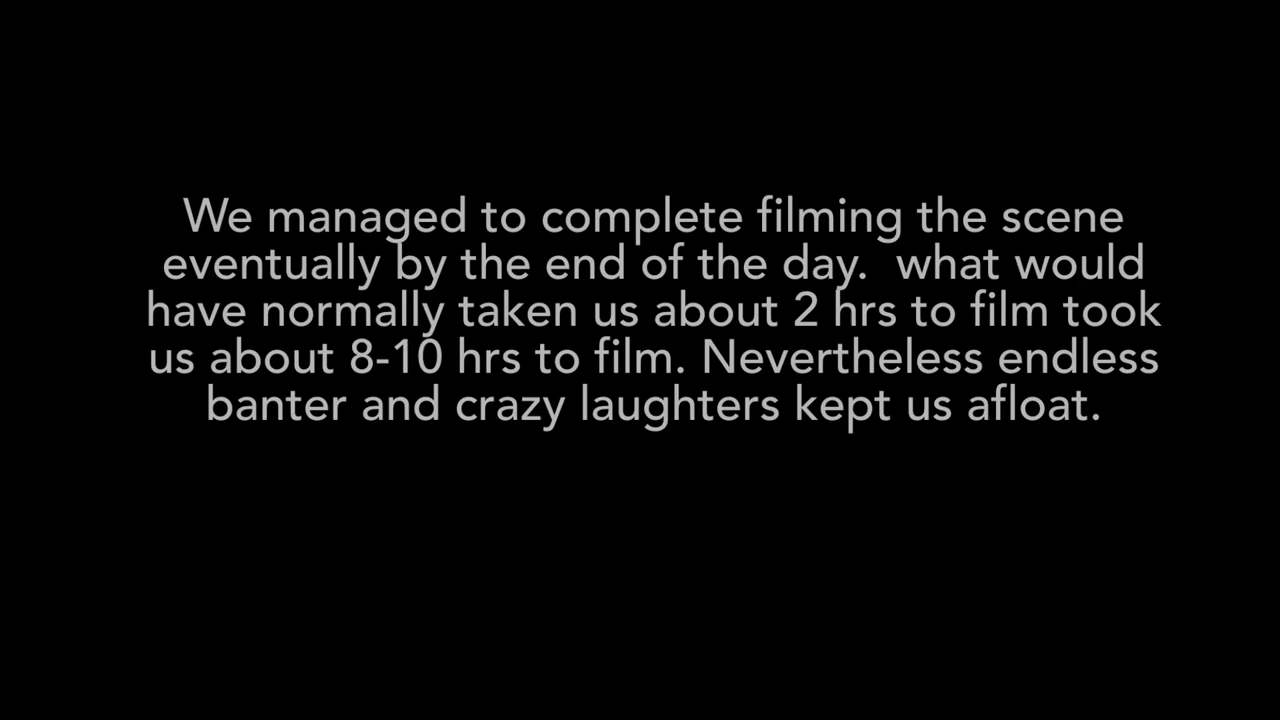 We managed to complete filming the scene
eventually by the end of the day.  what would
have normally taken us about 2 hrs to film took
us about 8-10 hrs to film. Nevertheless endless
banter and crazy laughters kept us afloat.